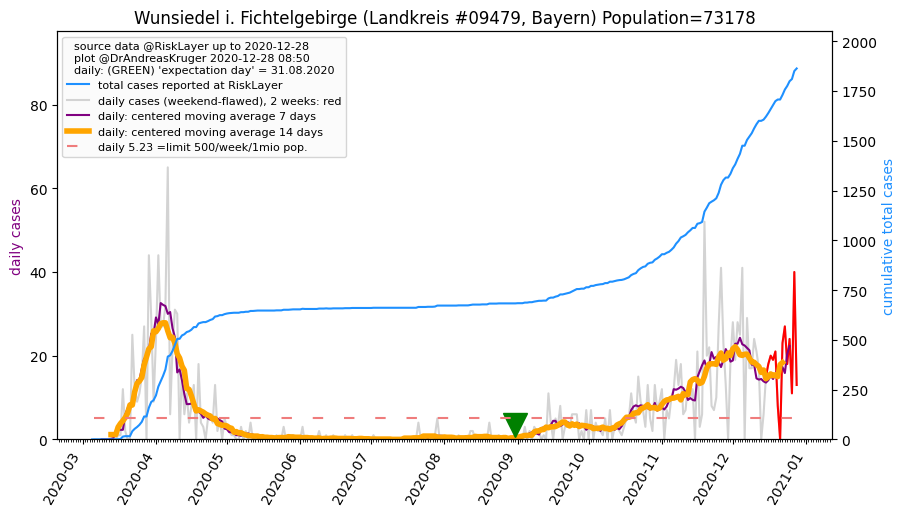 Wunsiedel i. Fichtelgebirge (Landkreis #09479, Bayern) Population=73178
source data @RiskLayer up to 2020-12-28
plot @DrAndreasKruger 2020-12-28 08:50
daily: (GREEN) 'expectation day' = 31.08.2020
total cases reported at RiskLayer
daily cases (weekend-flawed), 2 weeks: red
daily: centered moving average 7 days
daily: centered moving average 14 days
daily 5.23 =limit 500/week/1mio pop.
daily cases
80
60
40
20
0
cumulative total cases
2000
1750
1500
1250
1000
750
500
250
0
2020-03
2020-04
2020-05
2020-06
2020-07
2020-08
2020-09
2020-10
2020-11
2020-12
2021-01